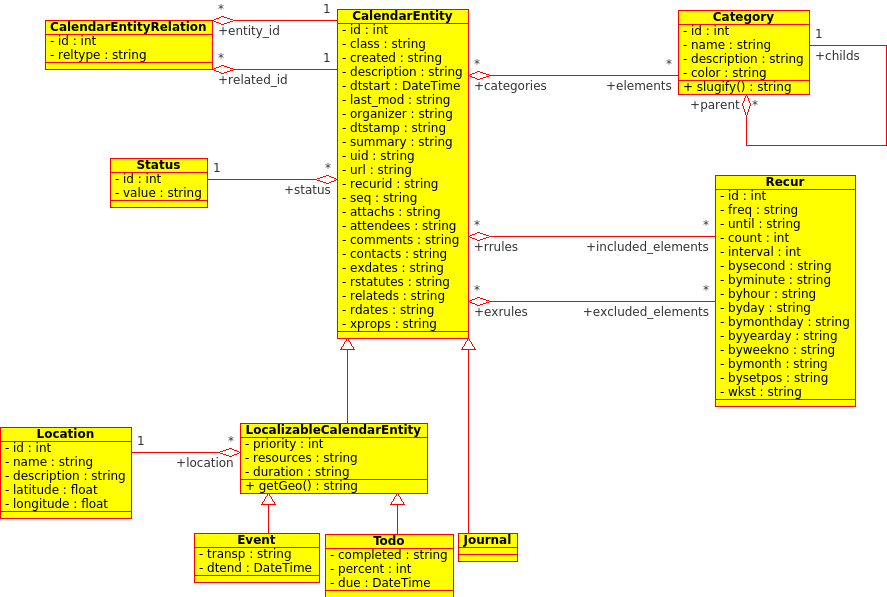 CalendarEntityRelation
- id : int
- reltype : string
*
1
+entity_id
*
1
+related_id
CalendarEntity
- id : int
- class : string
- created : string
- description : string
- dtstart : DateTime
- last_mod : string
- organizer : string
- dtstamp : string
- summary : string
- uid : string
- url : string
- recurid : string
- seq : string
- attachs : string
- attendees : string
- comments : string
- contacts : string
- exdates : string
- rstatutes : string
- relateds : string
- rdates : string
- xprops : string
*
*
+categories
+elements
Category
- id : int
- name : string
- description : string
- color : string
+ slugify() : string
1
+childs
+parent
*
Status
- id : int
- value : string
1
*
+status
*
*
+rrules
+included_elements
*
*
+exrules
+excluded_elements
Recur
- id : int
- freq : string
- until : string
- count : int
- interval : int
- bysecond : string
- byminute : string
- byhour : string
- byday : string
- bymonthday : string
- byyearday : string
- byweekno : string
- bymonth : string
- bysetpos : string
- wkst : string
Location
- id : int
- name : string
- description : string
- latitude : float
- longitude : float
1
*
+location
LocalizableCalendarEntity
- priority : int
- resources : string
- duration : string
+ getGeo() : string
Event
- transp : string
- dtend : DateTime
Todo
- completed : string
- percent : int
- due : DateTime
Journal